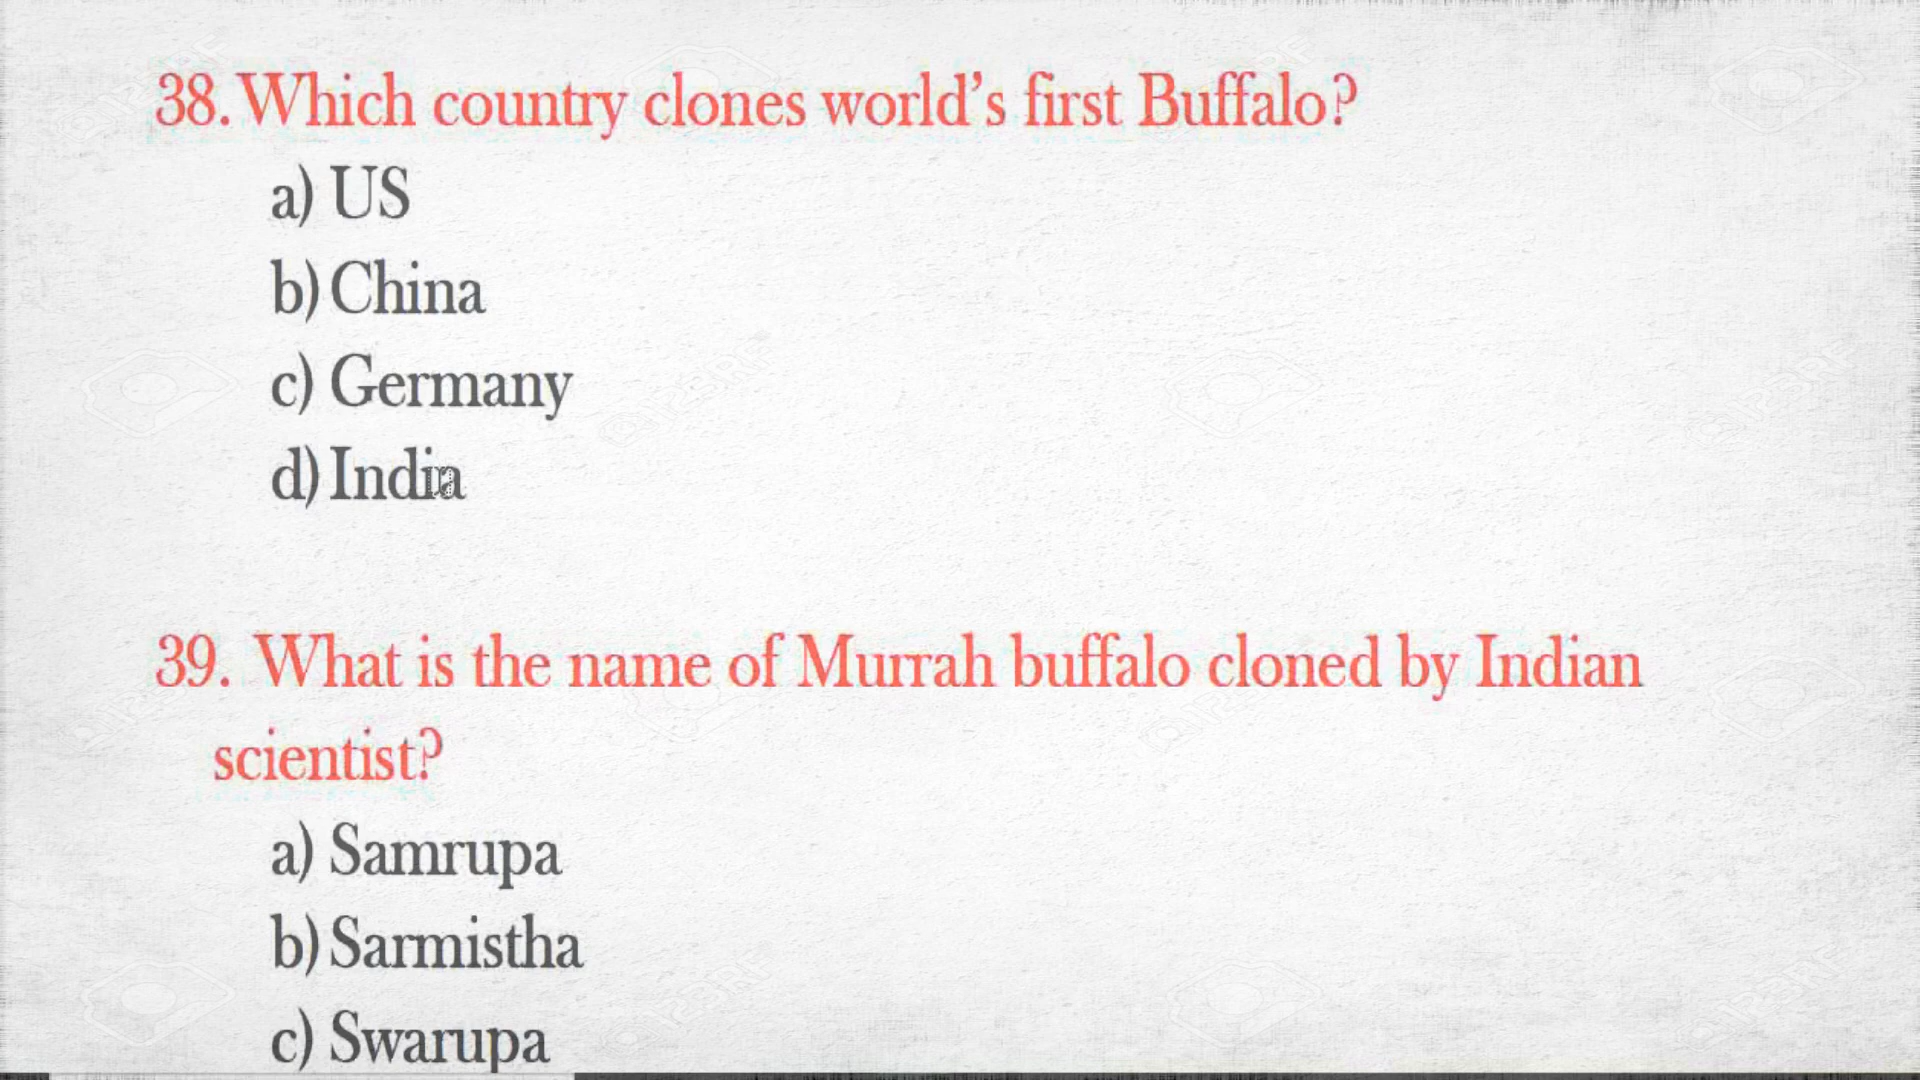 38. Which country clones world's first Buffalo?
a) US
b) China
c) Germany
d) India
39. What is the name of Murrah buffalo cloned by Indian
scientist?
a) Samrupa
b) Sarmistha
c) Swarupa